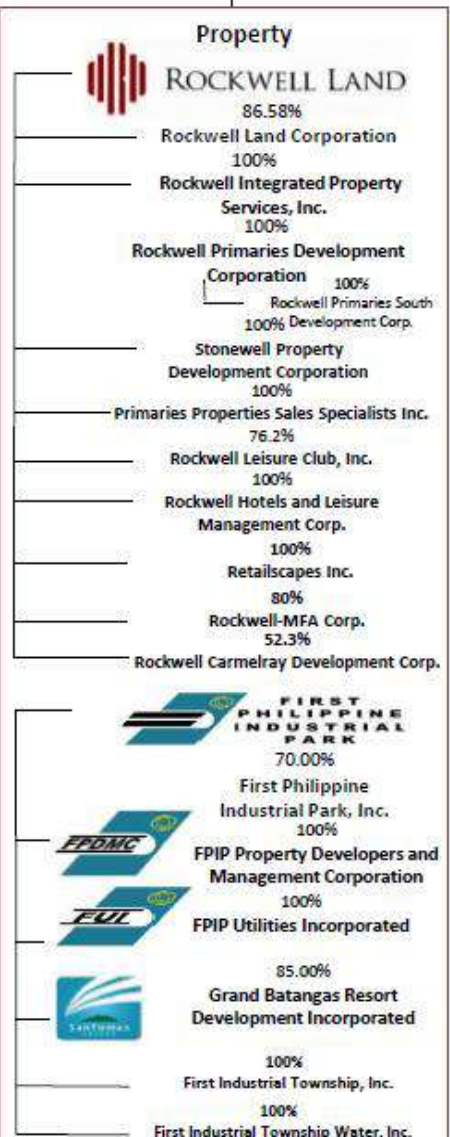 Property
ROCKWELL LAND
86.58%
Rockwell Land Corporation
100%
Rockwell Integrated Property
Services, Inc.
100%
Rockwell Primaries Development
Corporation
100%
Rockwell Primaries South
Development Corp.
100%
Stonewell Property
Development Corporation
100%
Primaries Properties Sales Specialists Inc.
76.2%
Rockwell Leisure Club, Inc.
100%
Rockwell Hotels and Leisure
Management Corp.
100%
Retailscapes Inc.
80%
Rockwell-MFA Corp.
52.3%
Rockwell Carmelray Development Corp.
FIRST
PHILIPPINE
INDUSTRIAL
PARK
70.00%
First Philippine
Industrial Park, Inc.
FPDMC
100%
FPIP Property Developers and
Management Corporation
FUI
100%
FPIP Utilities Incorporated
85.00%
Grand Batangas Resort
Development Incorporated
100%
First Industrial Township, Inc.
100%
First Industrial Township Water, Inc.